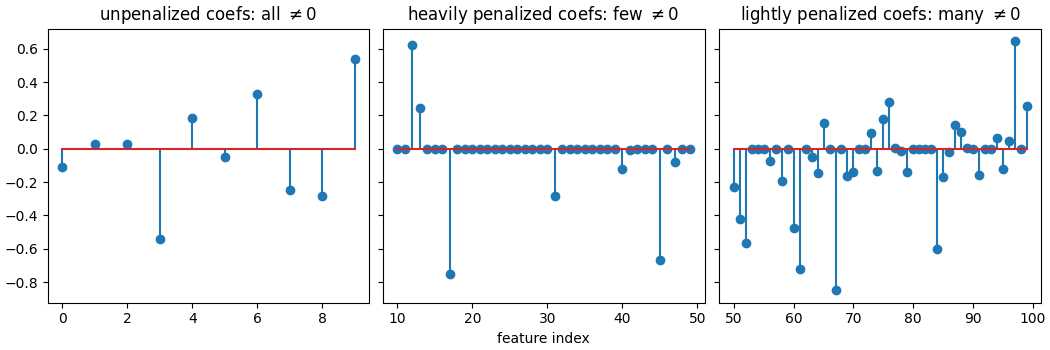 unpenalized coefs: all ≠0
heavily penalized coefs: few ≠0
lightly penalized coefs: many ≠0
0.6
0.4
0.2
0.0
−0.2
−0.4
−0.6
−0.8
0 2 4 6 8
10 20 30 40 50
50 60 70 80 90 100
feature index